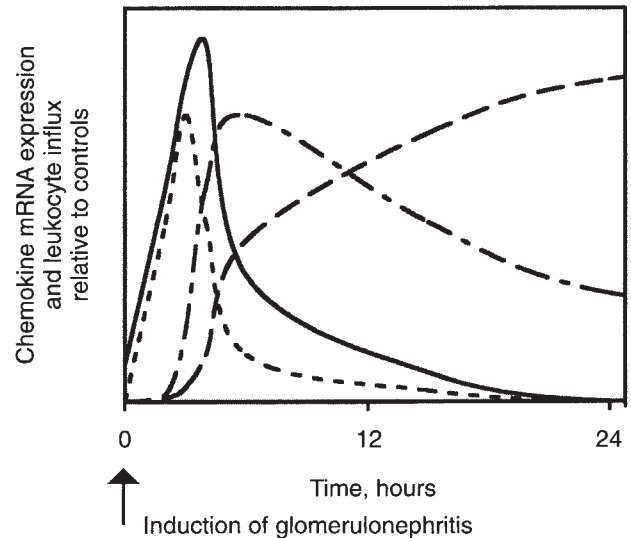 Chemokine mRNA expression
and leukocyte influx
relative to controls
0
12
24
Time, hours
Induction of glomerulonephritis